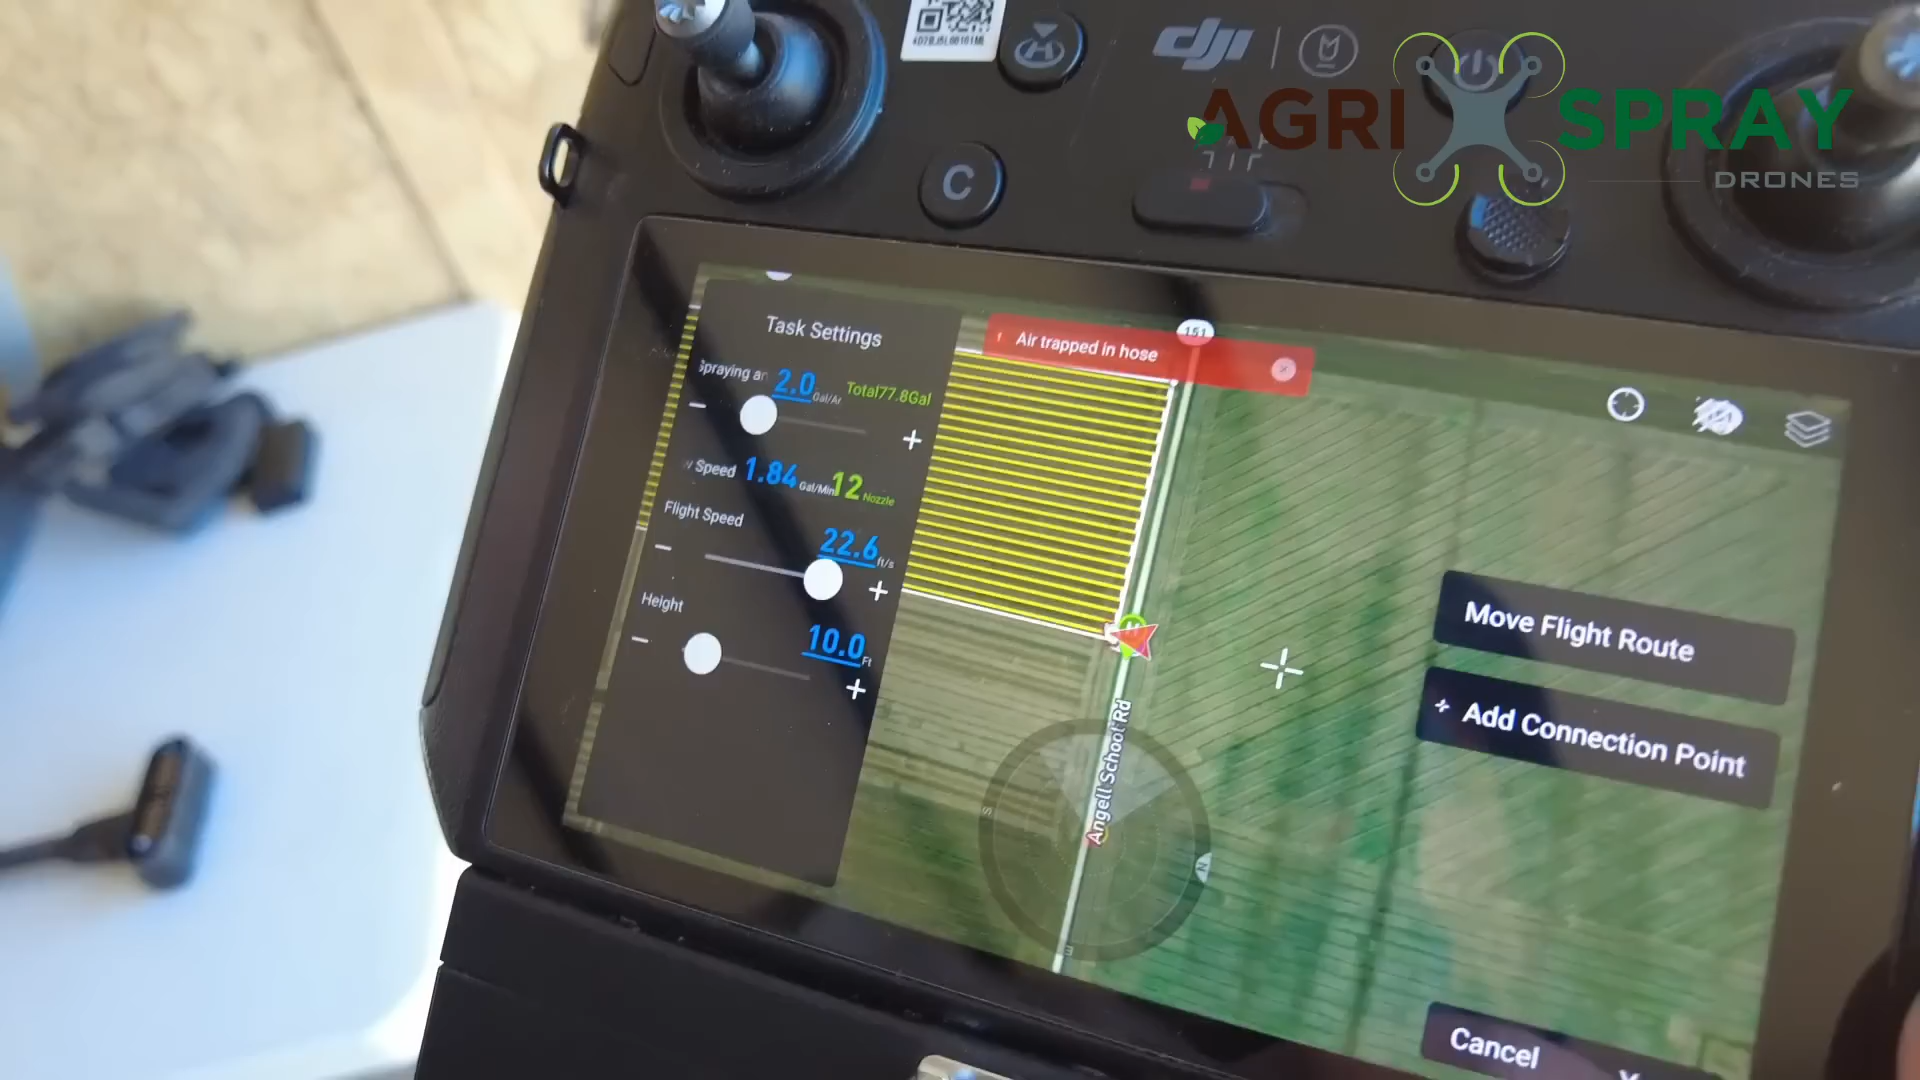 dji
AGRI SPRAY
DRONES
C
Task Settings
Air trapped in hose
151
2.0 Gal/Ar Total77.8Gal
Speed 1.84 Gal/Min 12 Nozzle
Flight Speed
22.6 ft/s
Height
10.0 Ft
Move Flight Route
Add Connection Point
Angell School Rd
S
N
E
Cancel